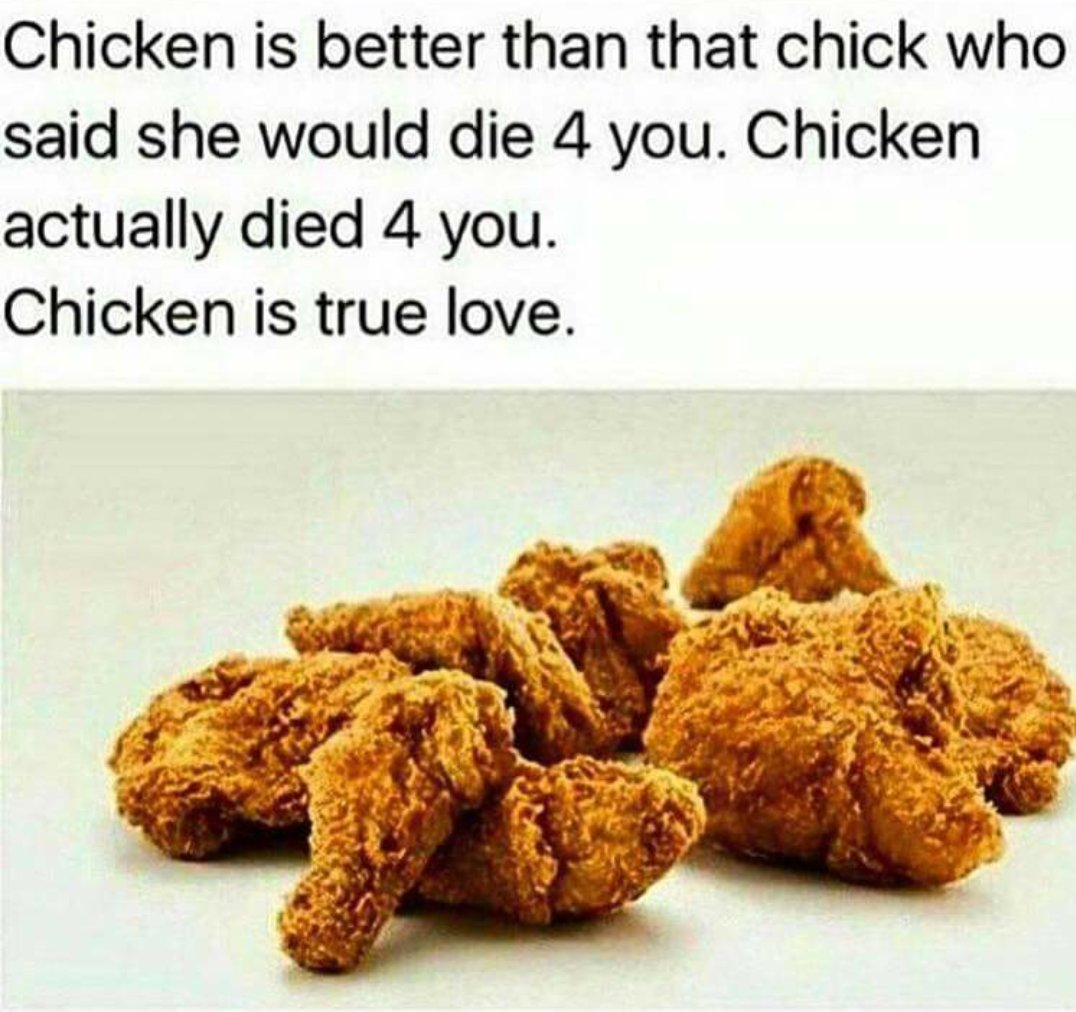 Chicken is better than that chick who
said she would die 4 you. Chicken
actually died 4 you.
Chicken is true love.